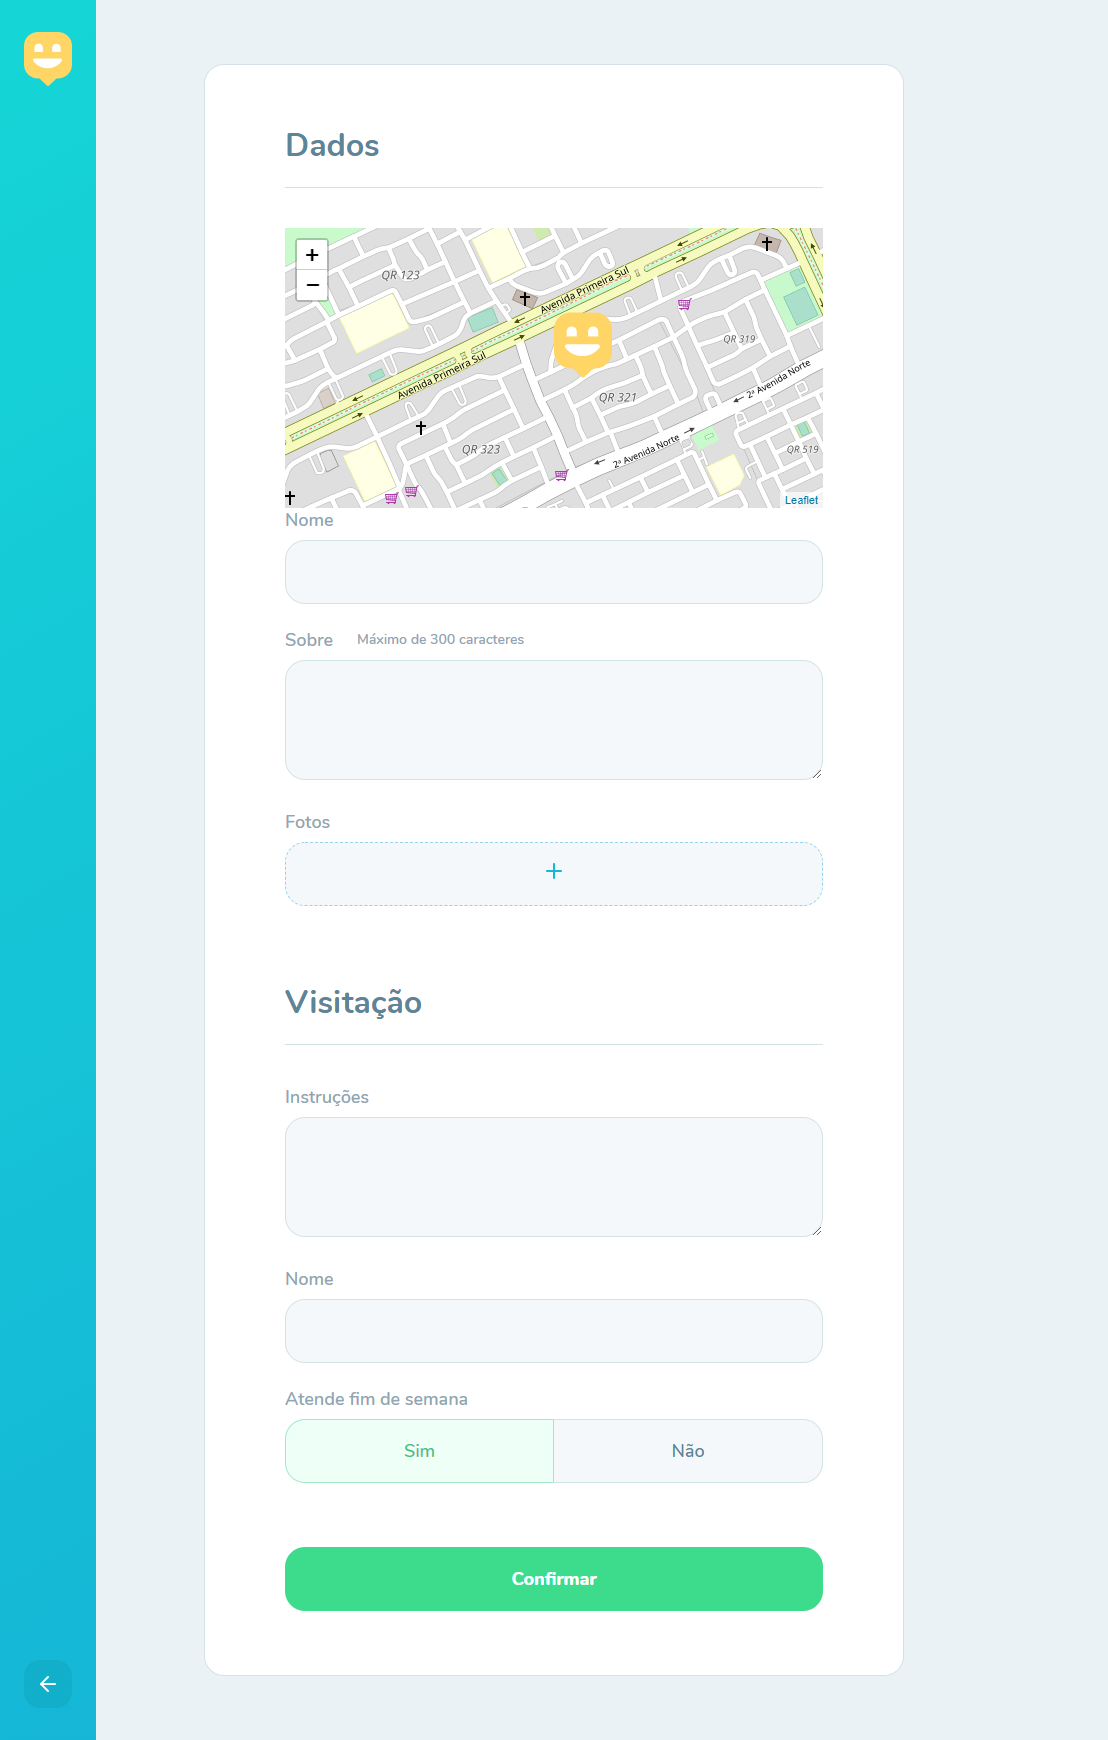 Dados
+
−
QR 123
Avenida Primeira Sul
QR 319
Avenida Primeira Sul
2ª Avenida Norte
QR 321
QR 323
2ª Avenida Norte
QR 519
Leaflet
Nome
Sobre Máximo de 300 caracteres
Fotos
+
Visitação
Instruções
Nome
Atende fim de semana
Sim Não
Confirmar